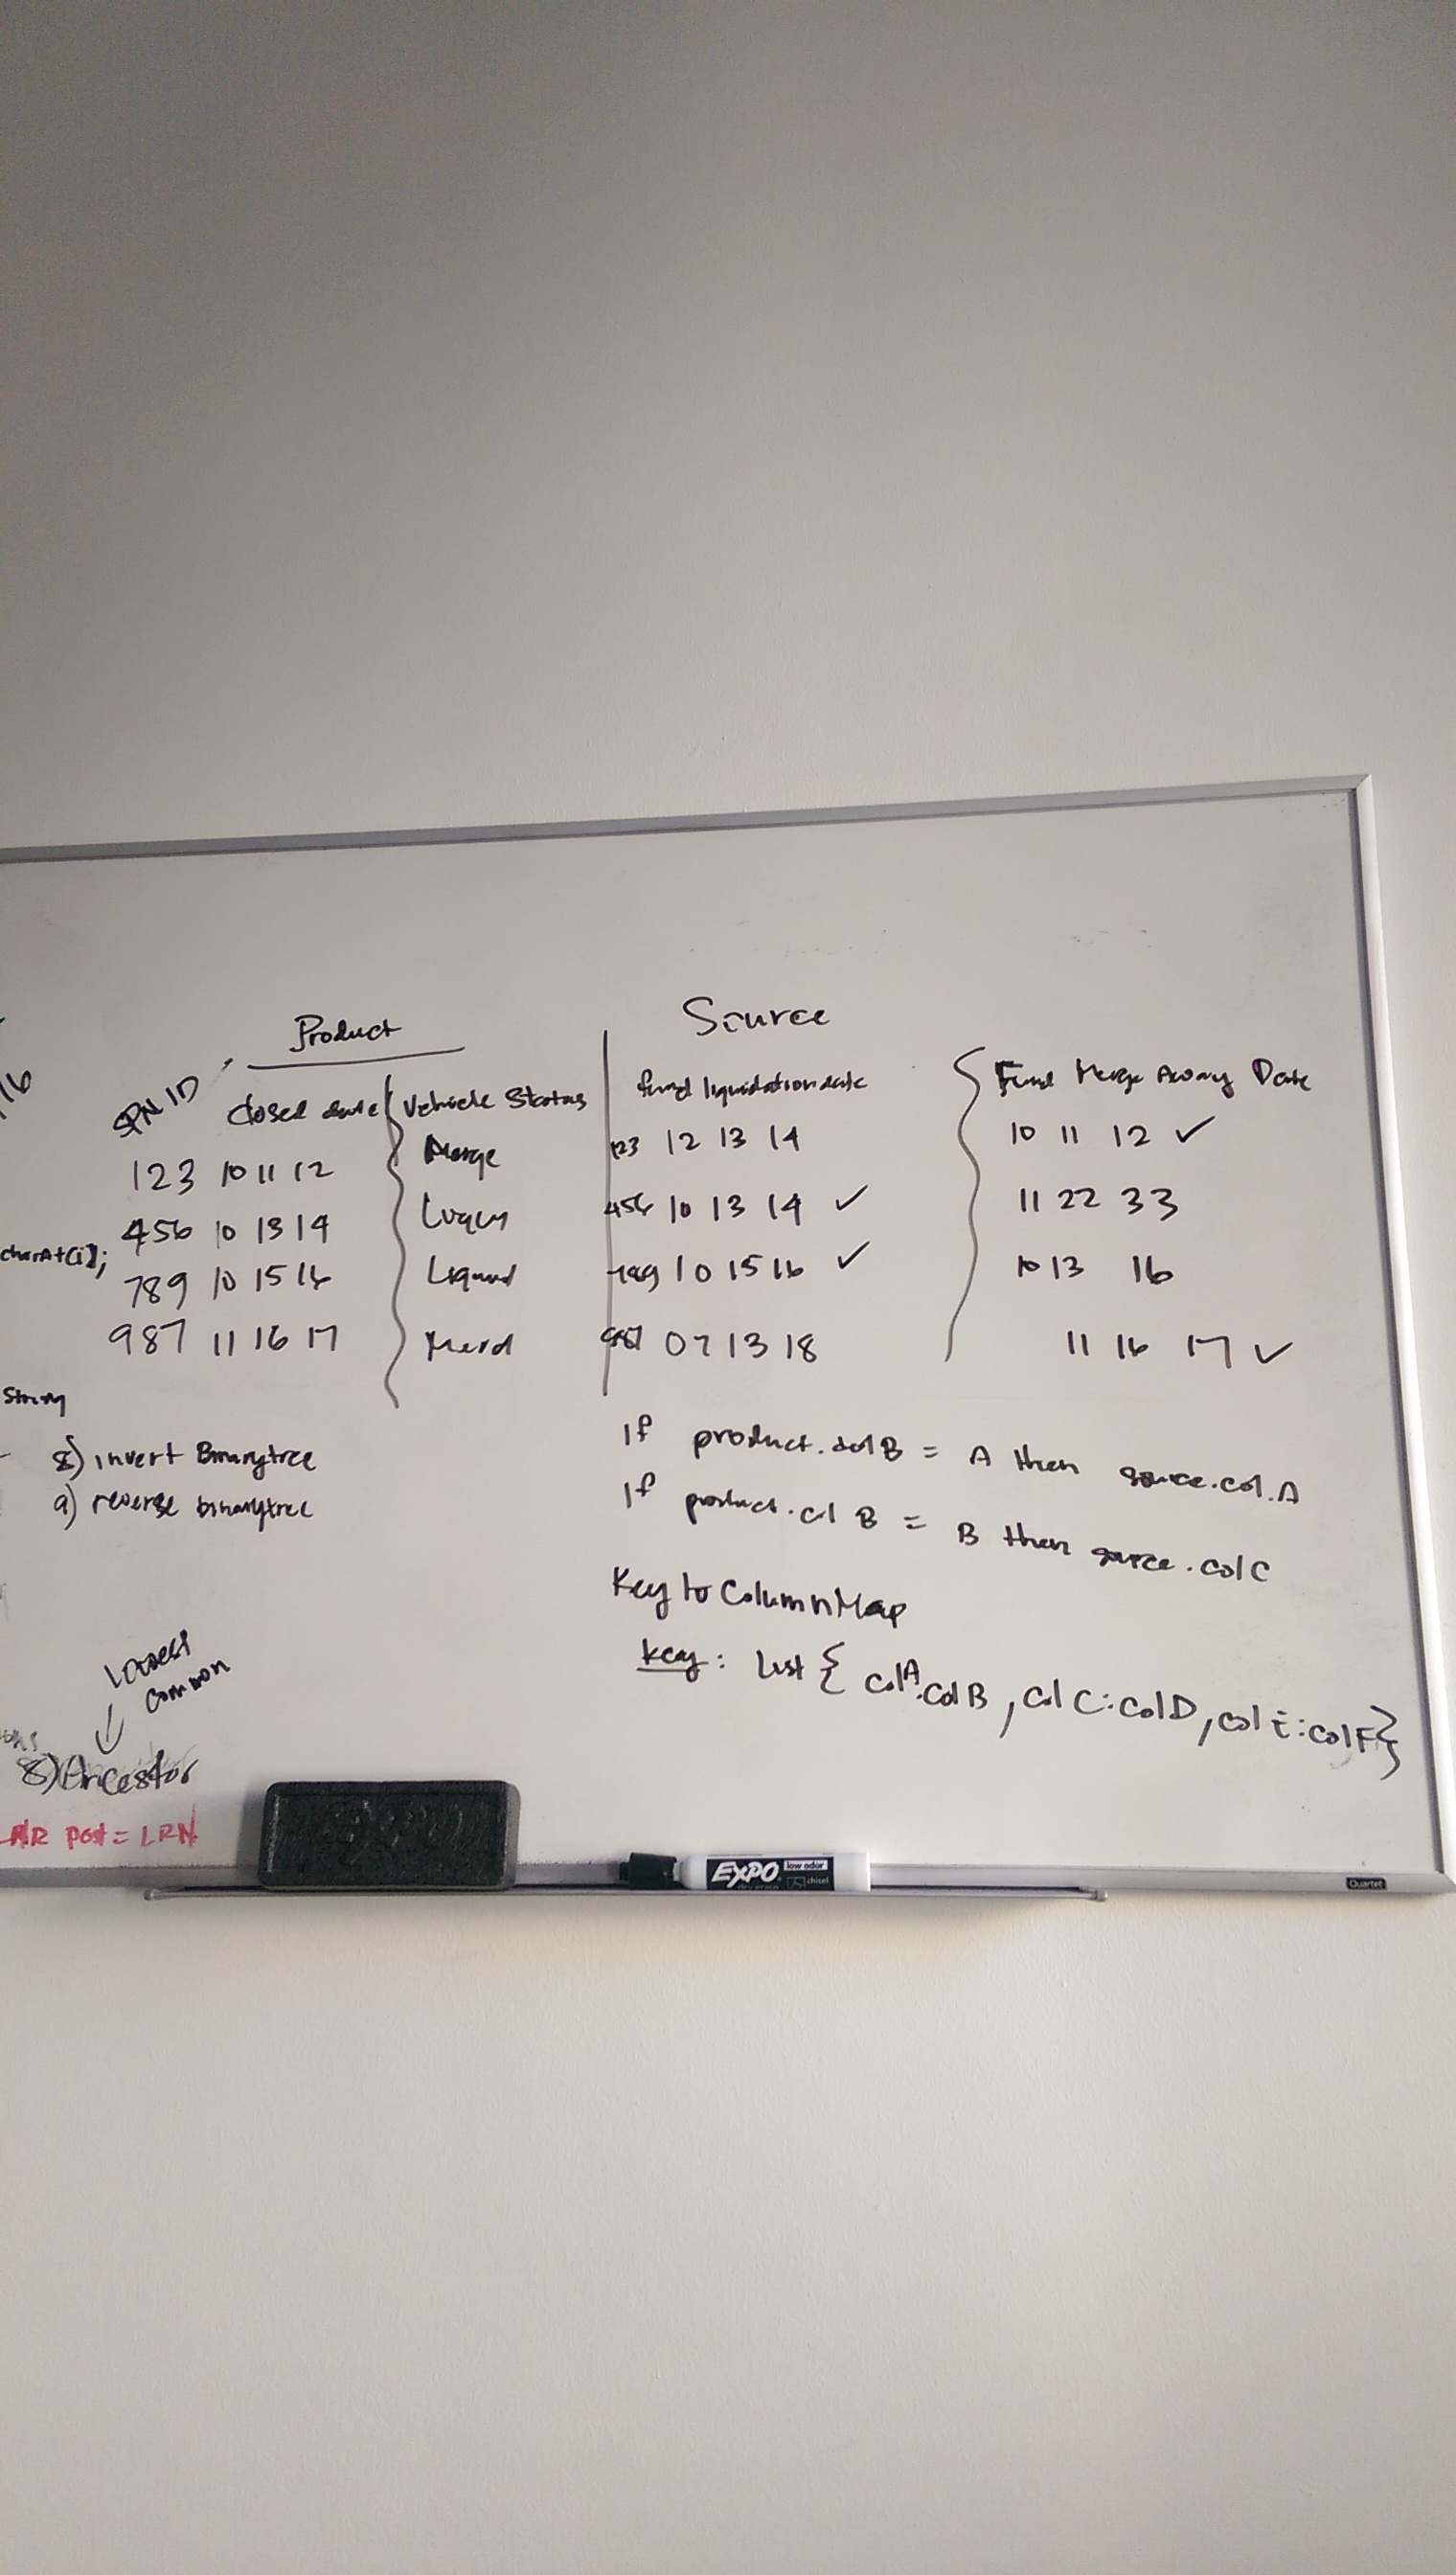 Product
Source
SPN ID closed date Vehicle Status fund liquidation date Fund Merge Away Date
123 10 11 12 Merge 123 12 13 14 10 11 12 ✓
456 10 13 14 456 10 13 14 ✓ 11 22 33
charAt(i);
789 10 15 16 Liquid 789 10 15 16 ✓ 10 13 16
987 11 16 17 987 07 13 18 11 16 17 ✓
String
8) invert Binarytree
9) reverse binarytree
If product.colB = A then source.col.A
If product.col B = B then source.colC
Key to ColumnMap
Key: List { colA:colB, colC:colD, col E:colF}
Lowest
Common
8) Ancestor
post = LRN
EXPO
low odor
chisel
Quartet